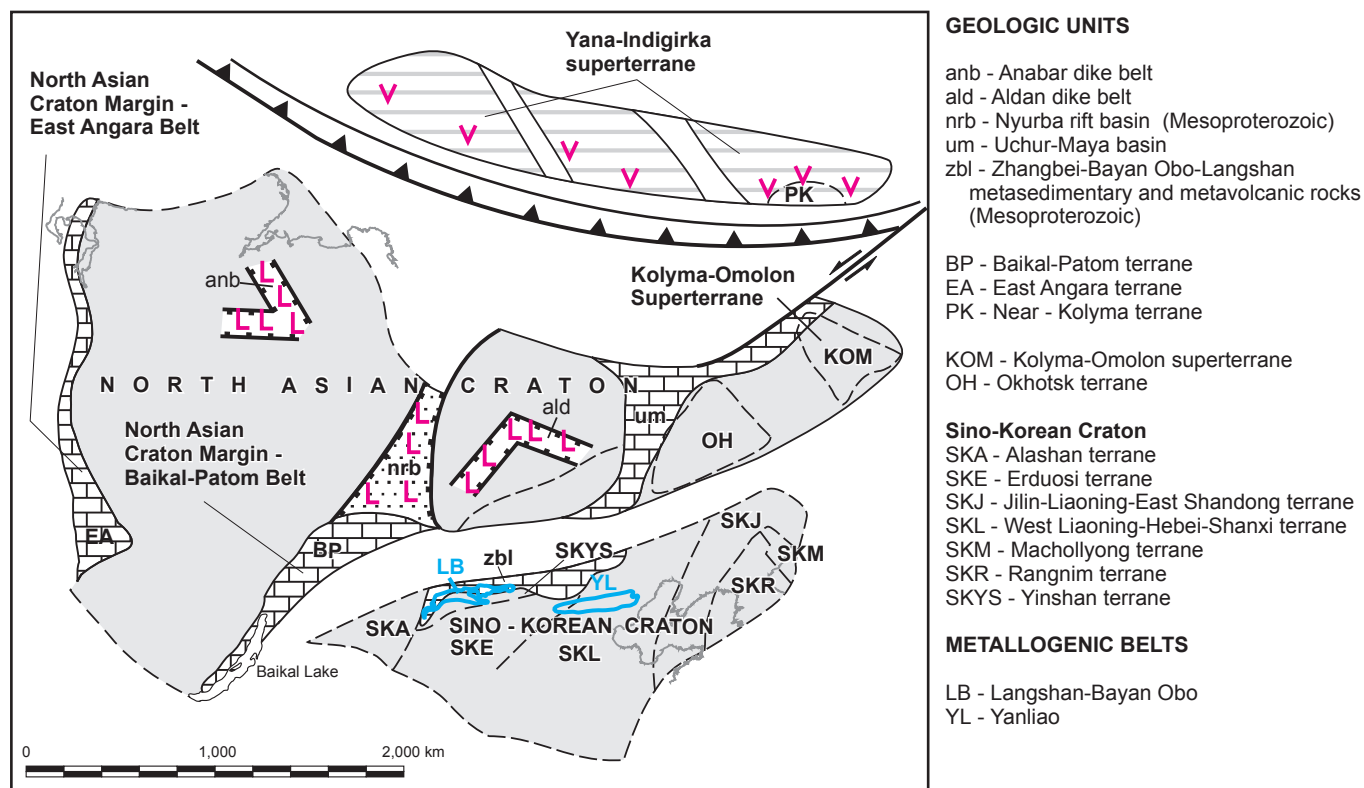 Yana-Indigirka
superterrane
North Asian
Craton Margin -
East Angara Belt
PK
anb
Kolyma-Omolon
Superterrane
KOM
NORTH ASIAN CRATON
ald
um
OH
North Asian
Craton Margin -
Baikal-Patom Belt
nrb
EA
BP
LB
zbl
SKYS
YL
SKJ
SKM
SKR
SKA
SINO - KOREAN CRATON
SKE
SKL
Baikal Lake
0 1,000 2,000 km
GEOLOGIC UNITS
anb - Anabar dike belt
ald - Aldan dike belt
nrb - Nyurba rift basin (Mesoproterozoic)
um - Uchur-Maya basin
zbl - Zhangbei-Bayan Obo-Langshan
metasedimentary and metavolcanic rocks
(Mesoproterozoic)
BP - Baikal-Patom terrane
EA - East Angara terrane
PK - Near - Kolyma terrane
KOM - Kolyma-Omolon superterrane
OH - Okhotsk terrane
Sino-Korean Craton
SKA - Alashan terrane
SKE - Erduosi terrane
SKJ - Jilin-Liaoning-East Shandong terrane
SKL - West Liaoning-Hebei-Shanxi terrane
SKM - Machollyong terrane
SKR - Rangnim terrane
SKYS - Yinshan terrane
METALLOGENIC BELTS
LB - Langshan-Bayan Obo
YL - Yanliao